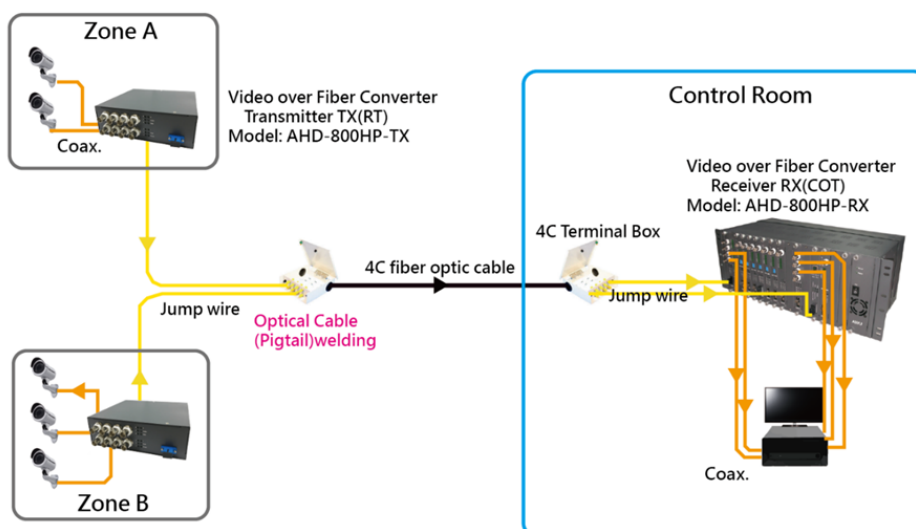 Zone A
Video over Fiber Converter
Transmitter TX(RT)
Model: AHD-800HP-TX
Coax.
Control Room
Video over Fiber Converter
Receiver RX(COT)
Model: AHD-800HP-RX
4C Terminal Box
4C fiber optic cable
Jump wire
Jump wire
Optical Cable
(Pigtail)welding
Coax.
Zone B